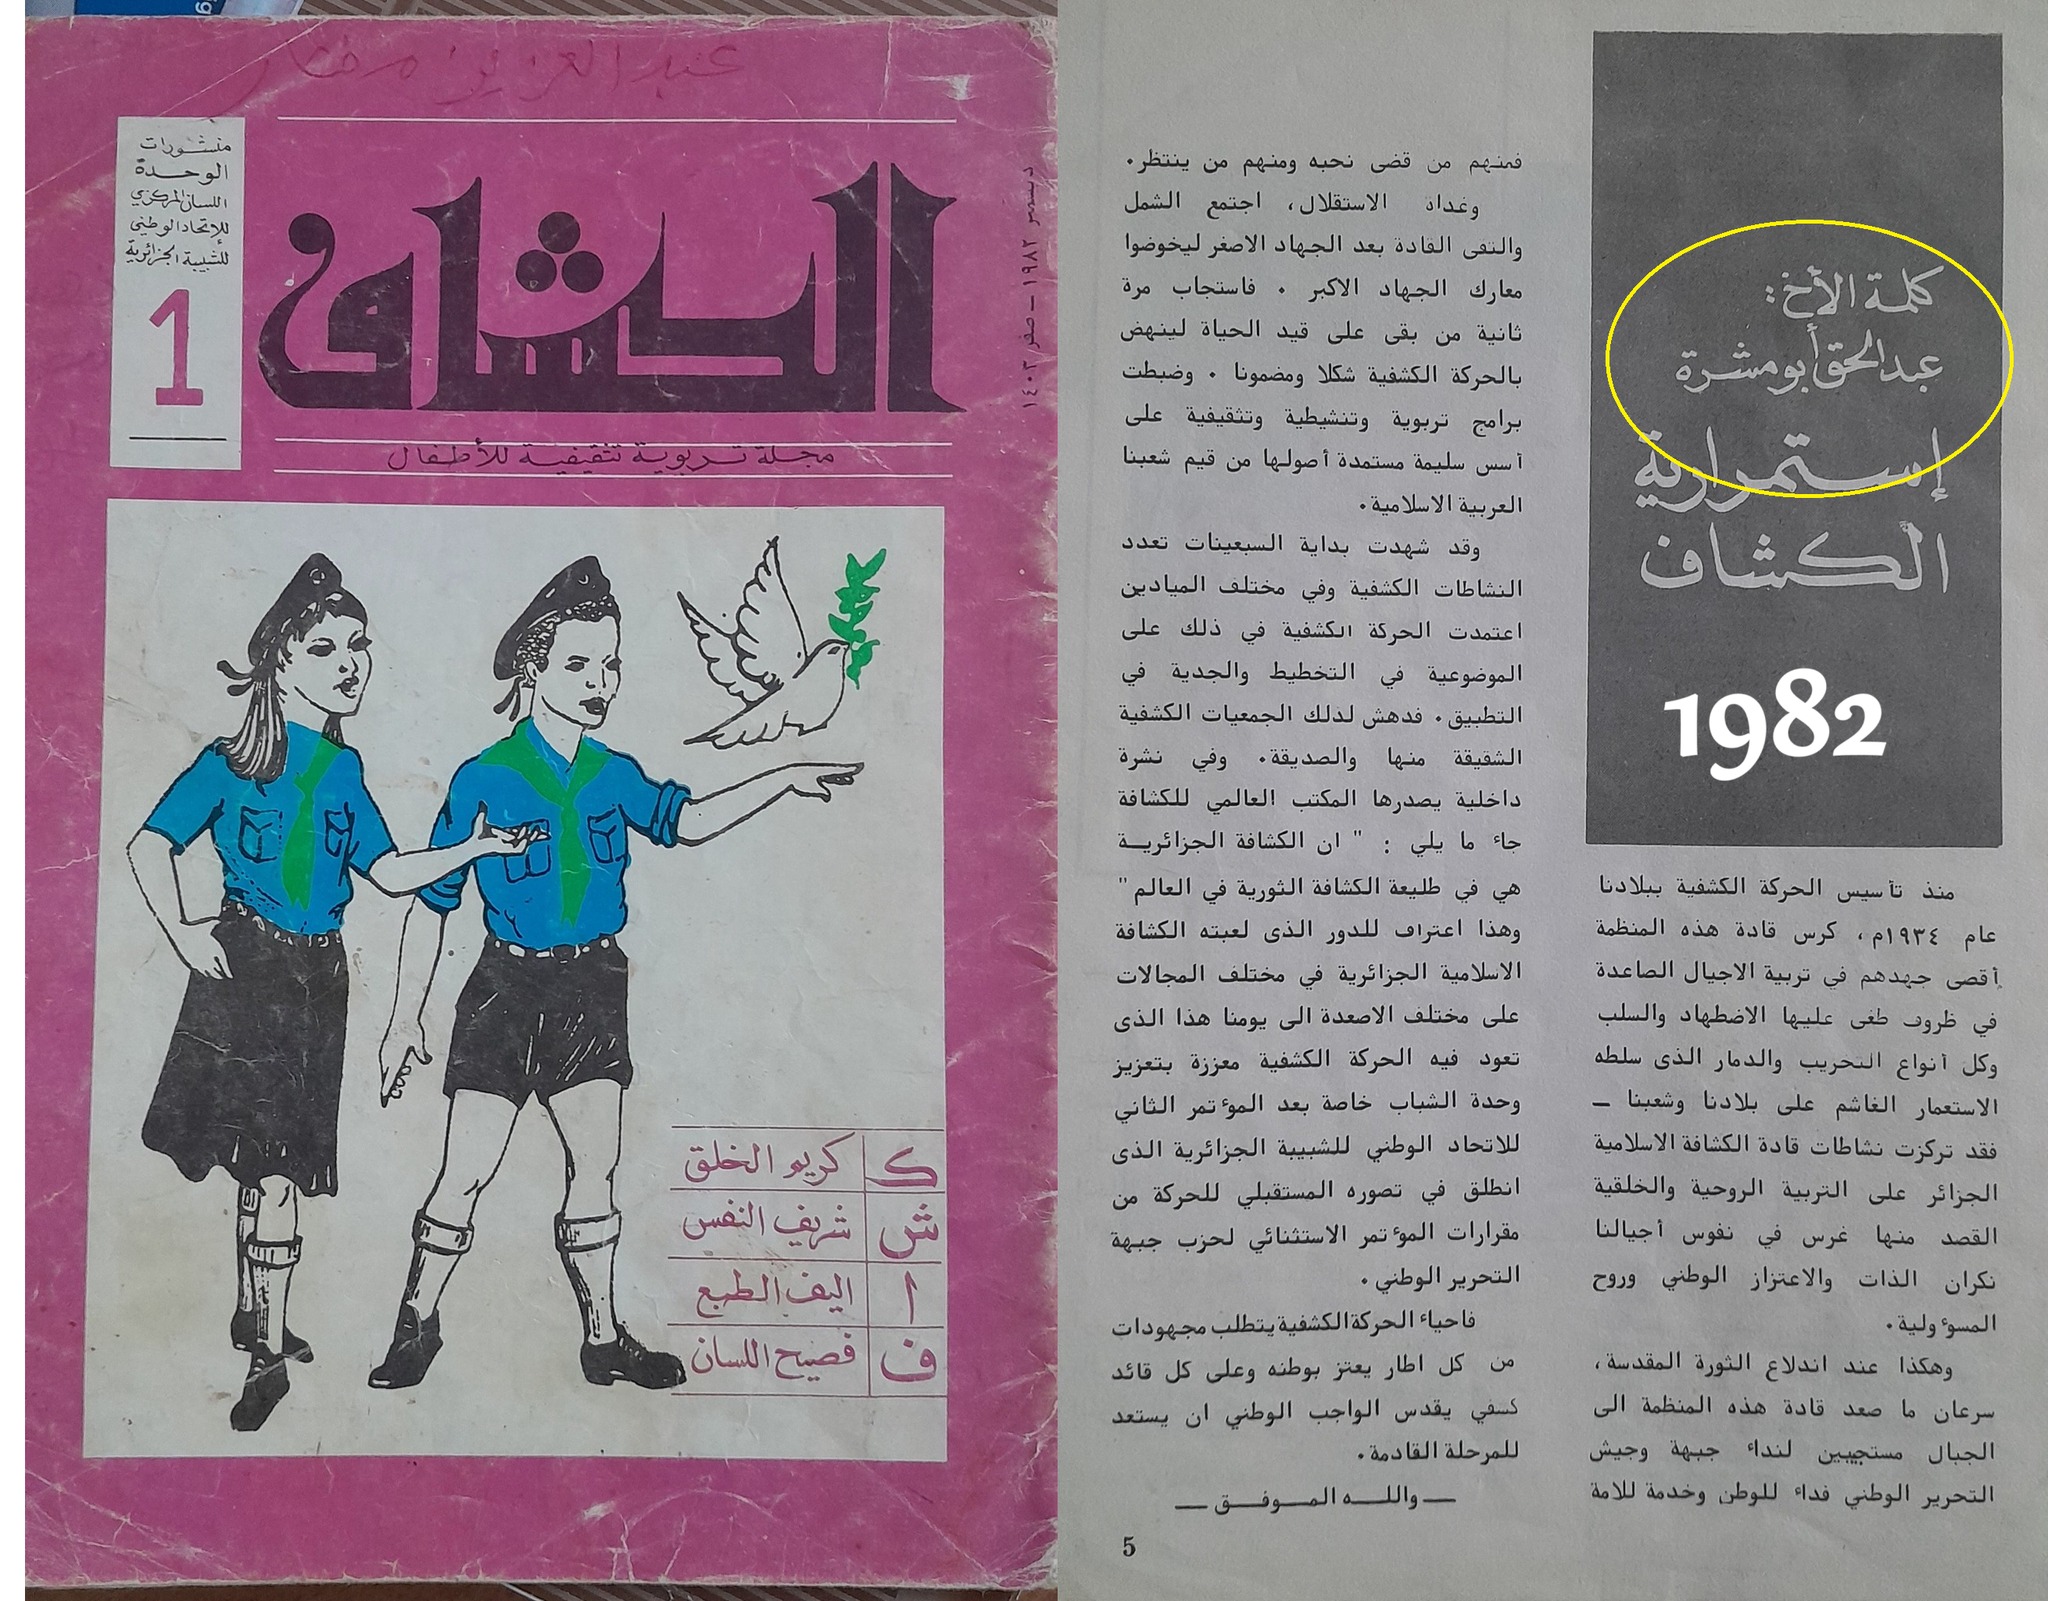 عبد العزيز مختار
منشورات
الوحدة
اللسان المركزي
للإتحاد الوطني
للشبيبة الجزائرية
1
الكشاف
ديسمبر ١٩٨٢ - صفر ١٤٠٣
مجلة تربوية تثقيفية للأطفال
ك كريم الخلق
ش شريف النفس
ا اليف الطبع
ف فصيح اللسان
كلمة الأخ:
عبد الحق أبو مشرة
إستمرارية
الكشاف
1982
منذ تأسيس الحركة الكشفية ببلادنا
عام ١٩٣٤م، كرس قادة هذه المنظمة
أقصى جهدهم في تربية الاجيال الصاعدة
في ظروف طغى عليها الاضطهاد والسلب
وكل أنواع التخريب والدمار الذى سلطه
الاستعمار الغاشم على بلادنا وشعبنا —
فقد تركزت نشاطات قادة الكشافة الاسلامية
الجزائر على التربية الروحية والخلقية
القصد منها غرس في نفوس أجيالنا
نكران الذات والاعتزاز الوطني وروح
المسوءولية.
وهكذا عند اندلاع الثورة المقدسة،
سرعان ما صعد قادة هذه المنظمة الى
الجبال مستجيبين لنداء جبهة وجيش
التحرير الوطني فداء للوطن وخدمة للامة
فمنهم من قضى نحبه ومنهم من ينتظر.
وغداة الاستقلال، اجتمع الشمل
والتقى القادة بعد الجهاد الاصغر ليخوضوا
معارك الجهاد الاكبر . فاستجاب مرة
ثانية من بقى على قيد الحياة لينهض
بالحركة الكشفية شكلا ومضمونا . وضبطت
برامج تربوية وتنشيطية وتثقيفية على
أسس سليمة مستمدة أصولها من قيم شعبنا
العربية الاسلامية.
وقد شهدت بداية السبعينات تعدد
النشاطات الكشفية وفي مختلف الميادين
اعتمدت الحركة الكشفية في ذلك على
الموضوعية في التخطيط والجدية في
التطبيق. فدهش لذلك الجمعيات الكشفية
الشقيقة منها والصديقة. وفي نشرة
داخلية يصدرها المكتب العالمي للكشافة
جاء ما يلي : " ان الكشافة الجزائرية
هي في طليعة الكشافة الثورية في العالم "
وهذا اعتراف للدور الذى لعبته الكشافة
الاسلامية الجزائرية في مختلف المجالات
على مختلف الاصعدة الى يومنا هذا الذى
تعود فيه الحركة الكشفية معززة بتعزيز
وحدة الشباب خاصة بعد الموءتمر الثاني
للاتحاد الوطني للشبيبة الجزائرية الذى
انطلق في تصوره المستقبلي للحركة من
مقرارات الموءتمر الاستثنائي لحزب جبهة
التحرير الوطني.
فاحياء الحركة الكشفية يتطلب مجهودات
من كل اطار يعتز بوطنه وعلى كل قائد
كسفي يقدس الواجب الوطني ان يستعد
للمرحلة القادمة.
— واللـه الموفـق —
5